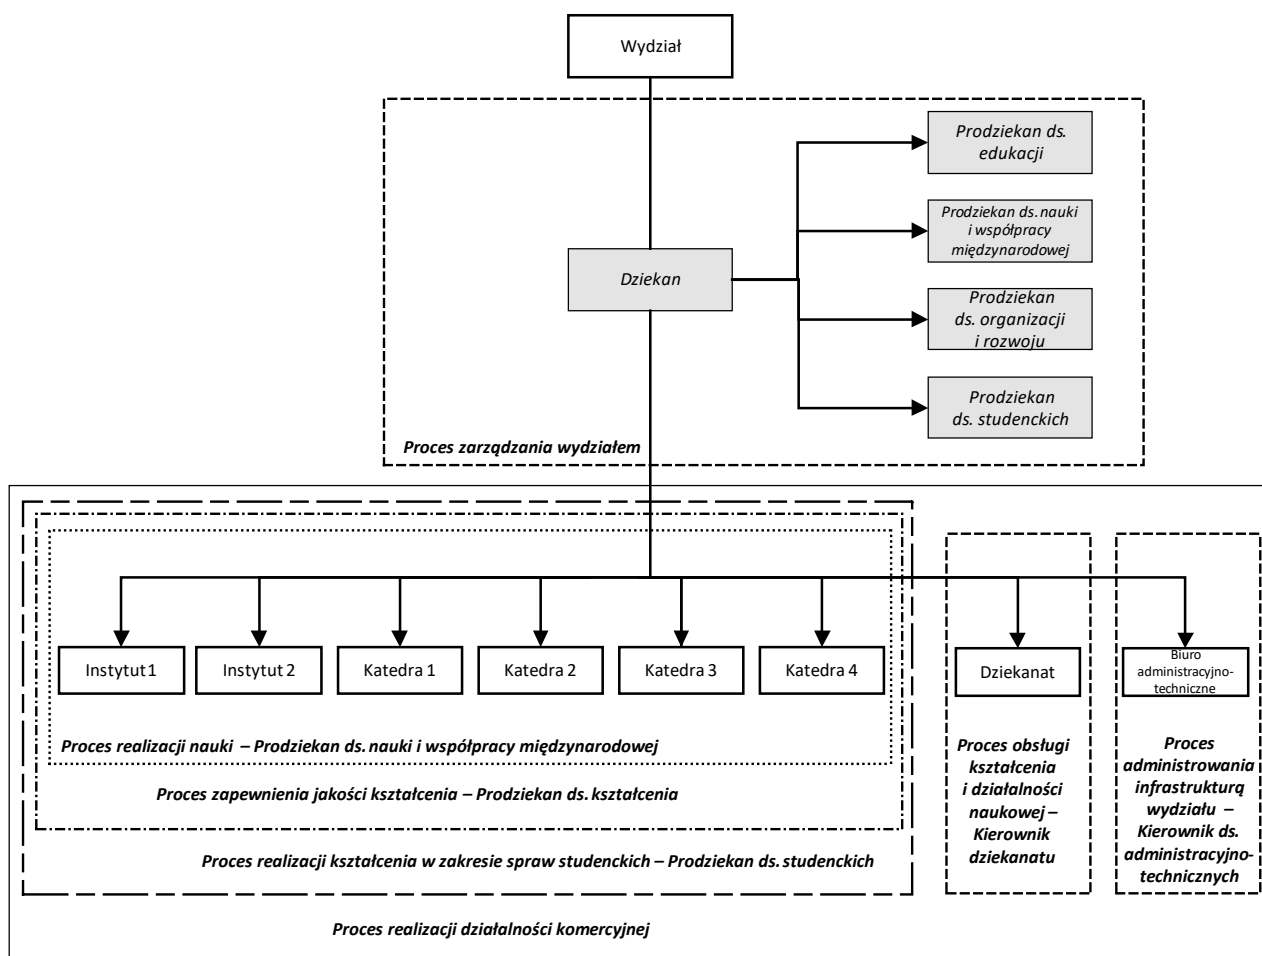 Wydział
Prodziekan ds.
edukacji
Prodziekan ds. nauki
i współpracy
międzynarodowej
Dziekan
Prodziekan
ds. organizacji
i rozwoju
Prodziekan
ds. studenckich
Proces zarządzania wydziałem
Instytut 1
Instytut 2
Katedra 1
Katedra 2
Katedra 3
Katedra 4
Dziekanat
Biuro
administracyjno-
techniczne
Proces realizacji nauki – Prodziekan ds. nauki i współpracy międzynarodowej
Proces zapewnienia jakości kształcenia – Prodziekan ds. kształcenia
Proces realizacji kształcenia w zakresie spraw studenckich – Prodziekan ds. studenckich
Proces obsługi
kształcenia
i działalności
naukowej –
Kierownik
dziekanatu
Proces
administrowania
infrastrukturą
wydziału –
Kierownik ds.
administracyjno-
technicznych
Proces realizacji działalności komercyjnej